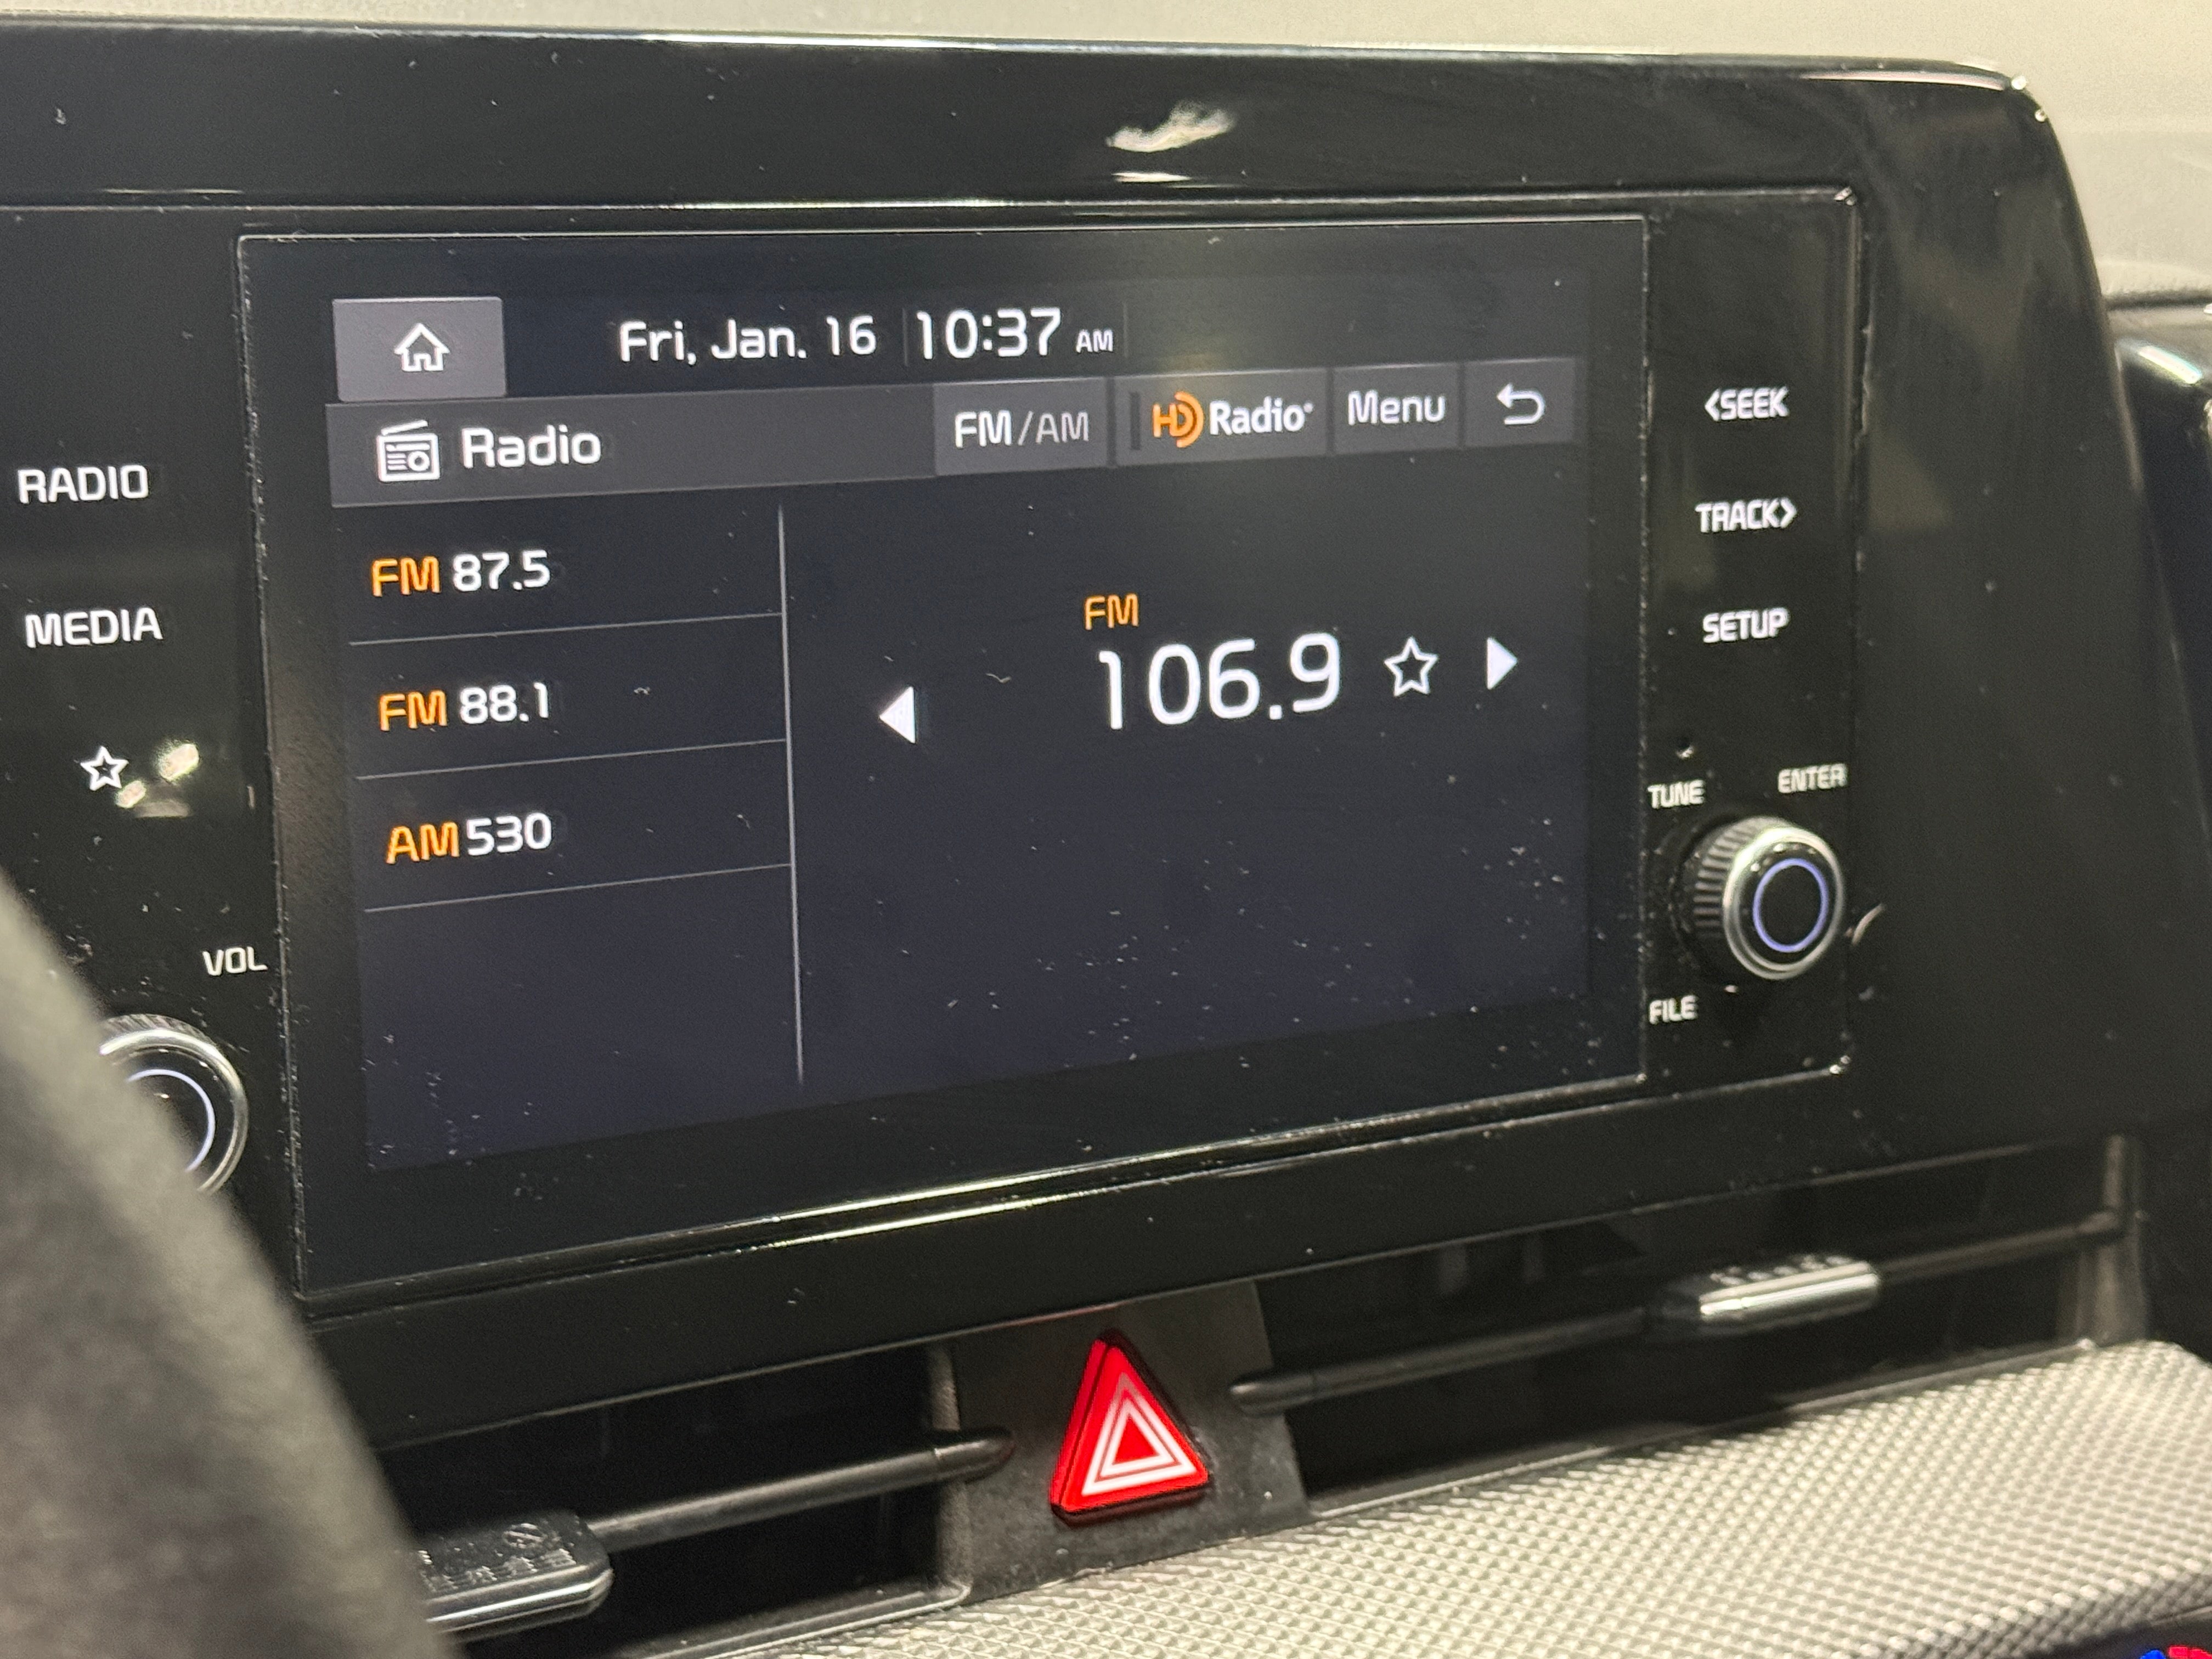 Fri, Jan. 16 10:37 AM
Radio FM/AM HD Radio Menu
FM 87.5
FM 88.1
AM 530
FM
106.9
RADIO
MEDIA
VOL
<SEEK
TRACK>
SETUP
TUNE
ENTER
FILE